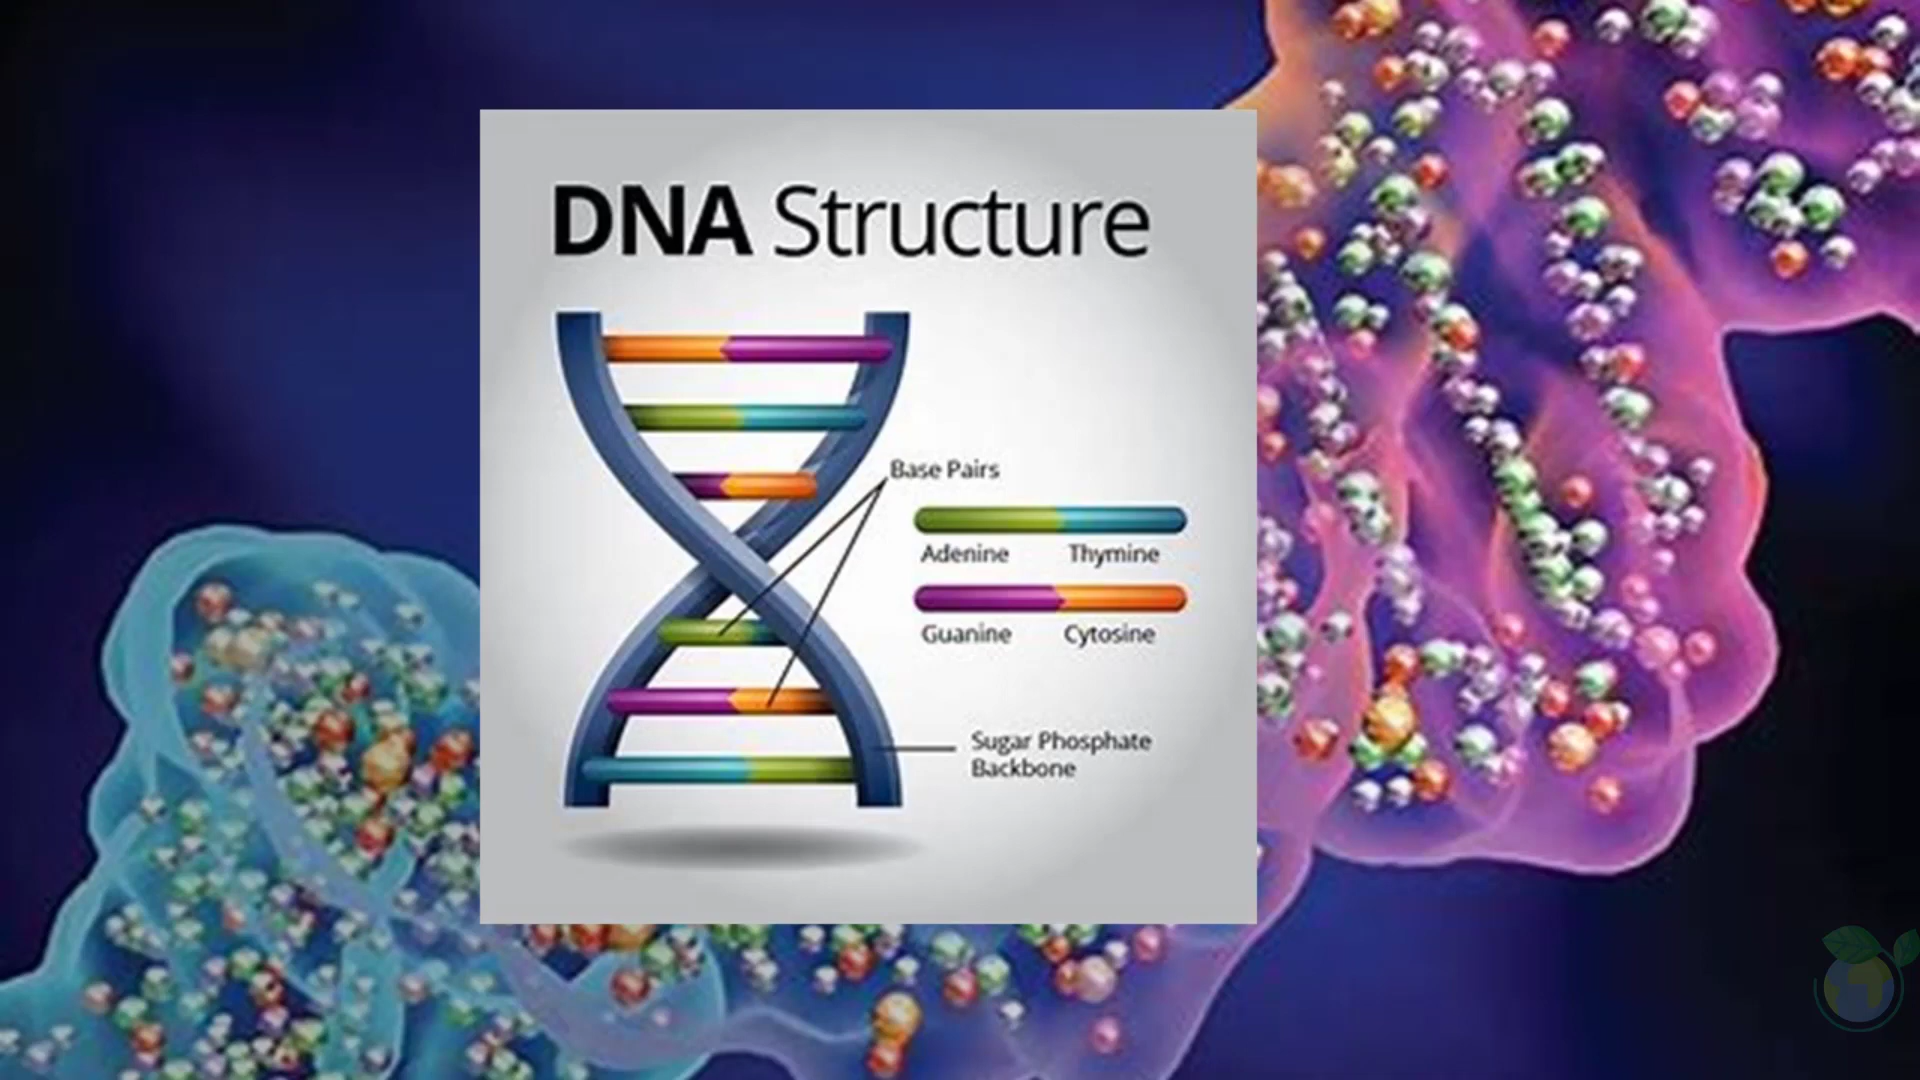 DNA Structure
Base Pairs
Adenine Thymine
Guanine Cytosine
Sugar Phosphate
Backbone